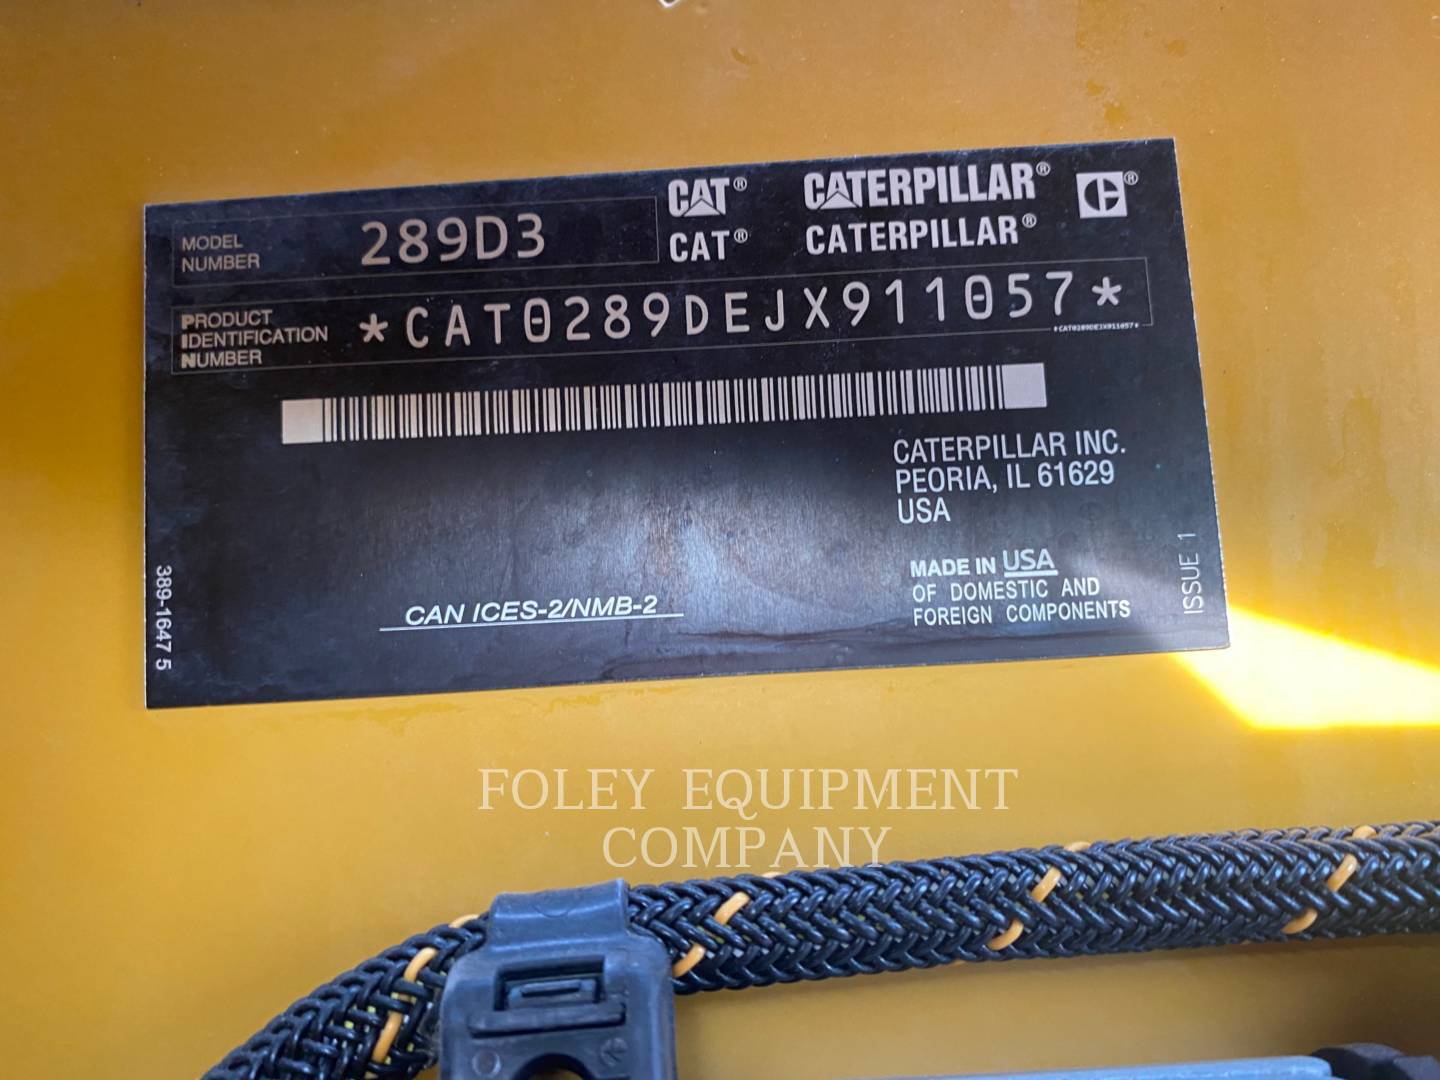 MODEL NUMBER 289D3
CAT® CATERPILLAR®
CAT® CATERPILLAR®
PRODUCT IDENTIFICATION NUMBER *CAT0289DEJX911057*
*CAT0289DEJX911057*
CATERPILLAR INC.
PEORIA, IL 61629
USA
MADE IN USA
OF DOMESTIC AND
FOREIGN COMPONENTS
CAN ICES-2/NMB-2
389-1647 5
ISSUE 1
FOLEY EQUIPMENT
COMPANY